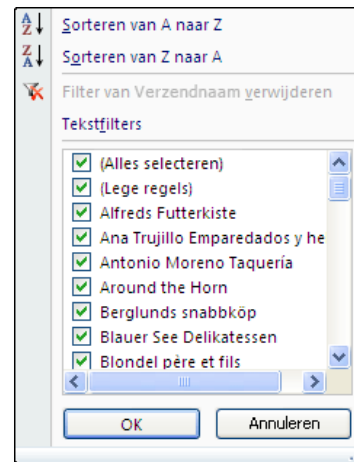 Sorteren van A naar Z
Sorteren van Z naar A
Filter van Verzendnaam verwijderen
Tekstfilters
(Alles selecteren)
(Lege regels)
Alfreds Futterkiste
Ana Trujillo Emparedados y he
Antonio Moreno Taquería
Around the Horn
Berglunds snabbköp
Blauer See Delikatessen
Blondel père et fils
OK Annuleren